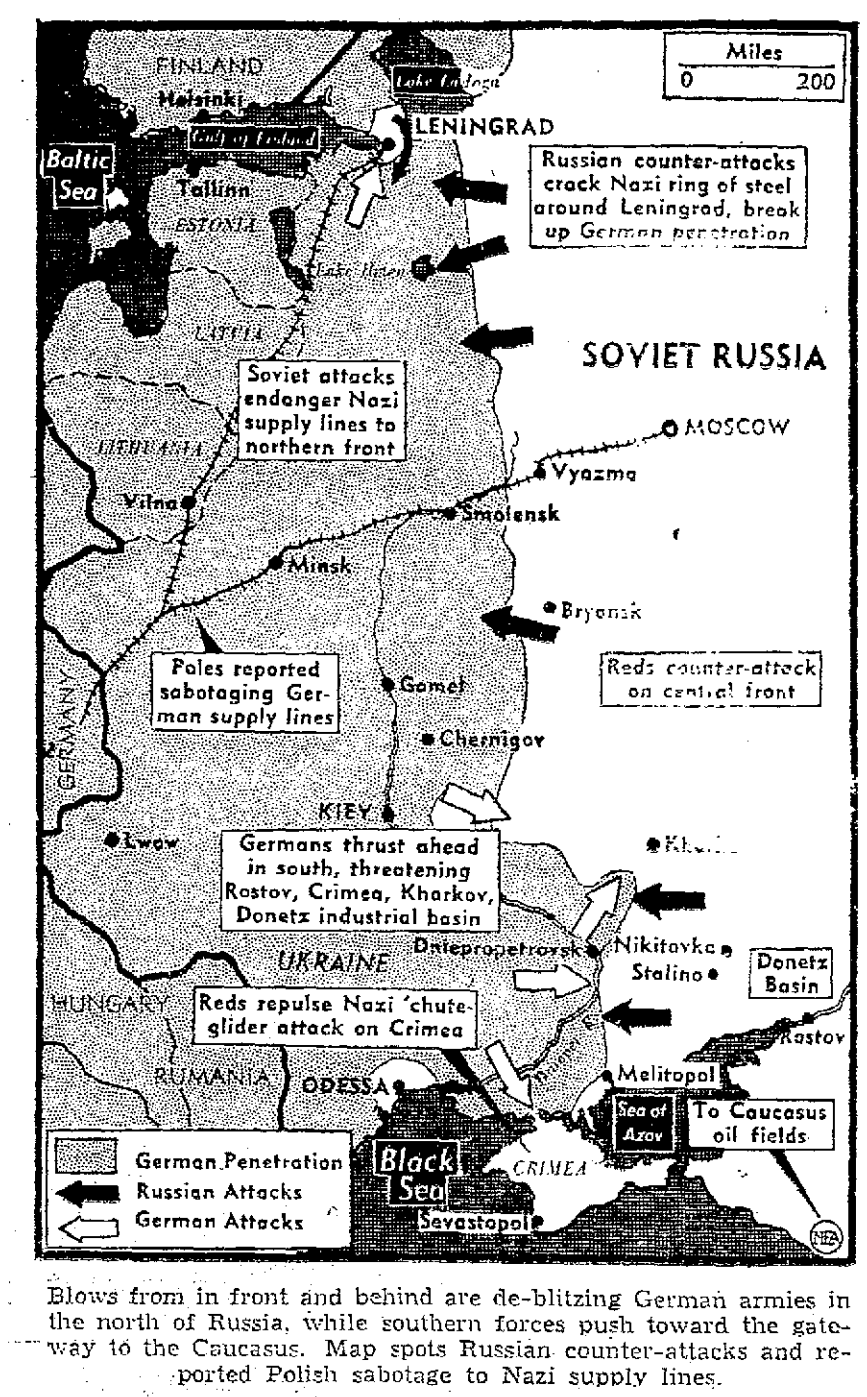 FINLAND
Helsinki
Lake Ladoga
Miles
0 200
LENINGRAD
Gulf of Finland
Baltic
Sea
Tallinn
ESTONIA
Russian counter-attacks
crack Nazi ring of steel
around Leningrad, break
up German penetration
Lake Ilmen
LATVIA
SOVIET RUSSIA
Soviet attacks
endanger Nazi
supply lines to
northern front
MOSCOW
LITHUANIA
Vyazma
Vilna
Smolensk
Minsk
Bryansk
Poles reported
sabotaging Ger-
man supply lines
Reds counter-attack
on central front
GERMANY
Gomel
Chernigov
KIEV
Lwow
Germans thrust ahead
in south, threatening
Rostov, Crimea, Kharkov,
Donetz industrial basin
Dniepropetrovsk
Nikitovka
Stalino
Donetz
Basin
UKRAINE
HUNGARY
Reds repulse Nazi 'chute-
glider attack on Crimea
Rostov
RUMANIA
ODESSA
Melitopol
Sea of
Azov
To Caucasus
oil fields
German Penetration
Russian Attacks
German Attacks
Black
Sea
CRIMEA
Sevastopol
NEA
Blows from in front and behind are de-blitzing German armies in
the north of Russia, while southern forces push toward the gate-
way to the Caucasus. Map spots Russian counter-attacks and re-
ported Polish sabotage to Nazi supply lines.